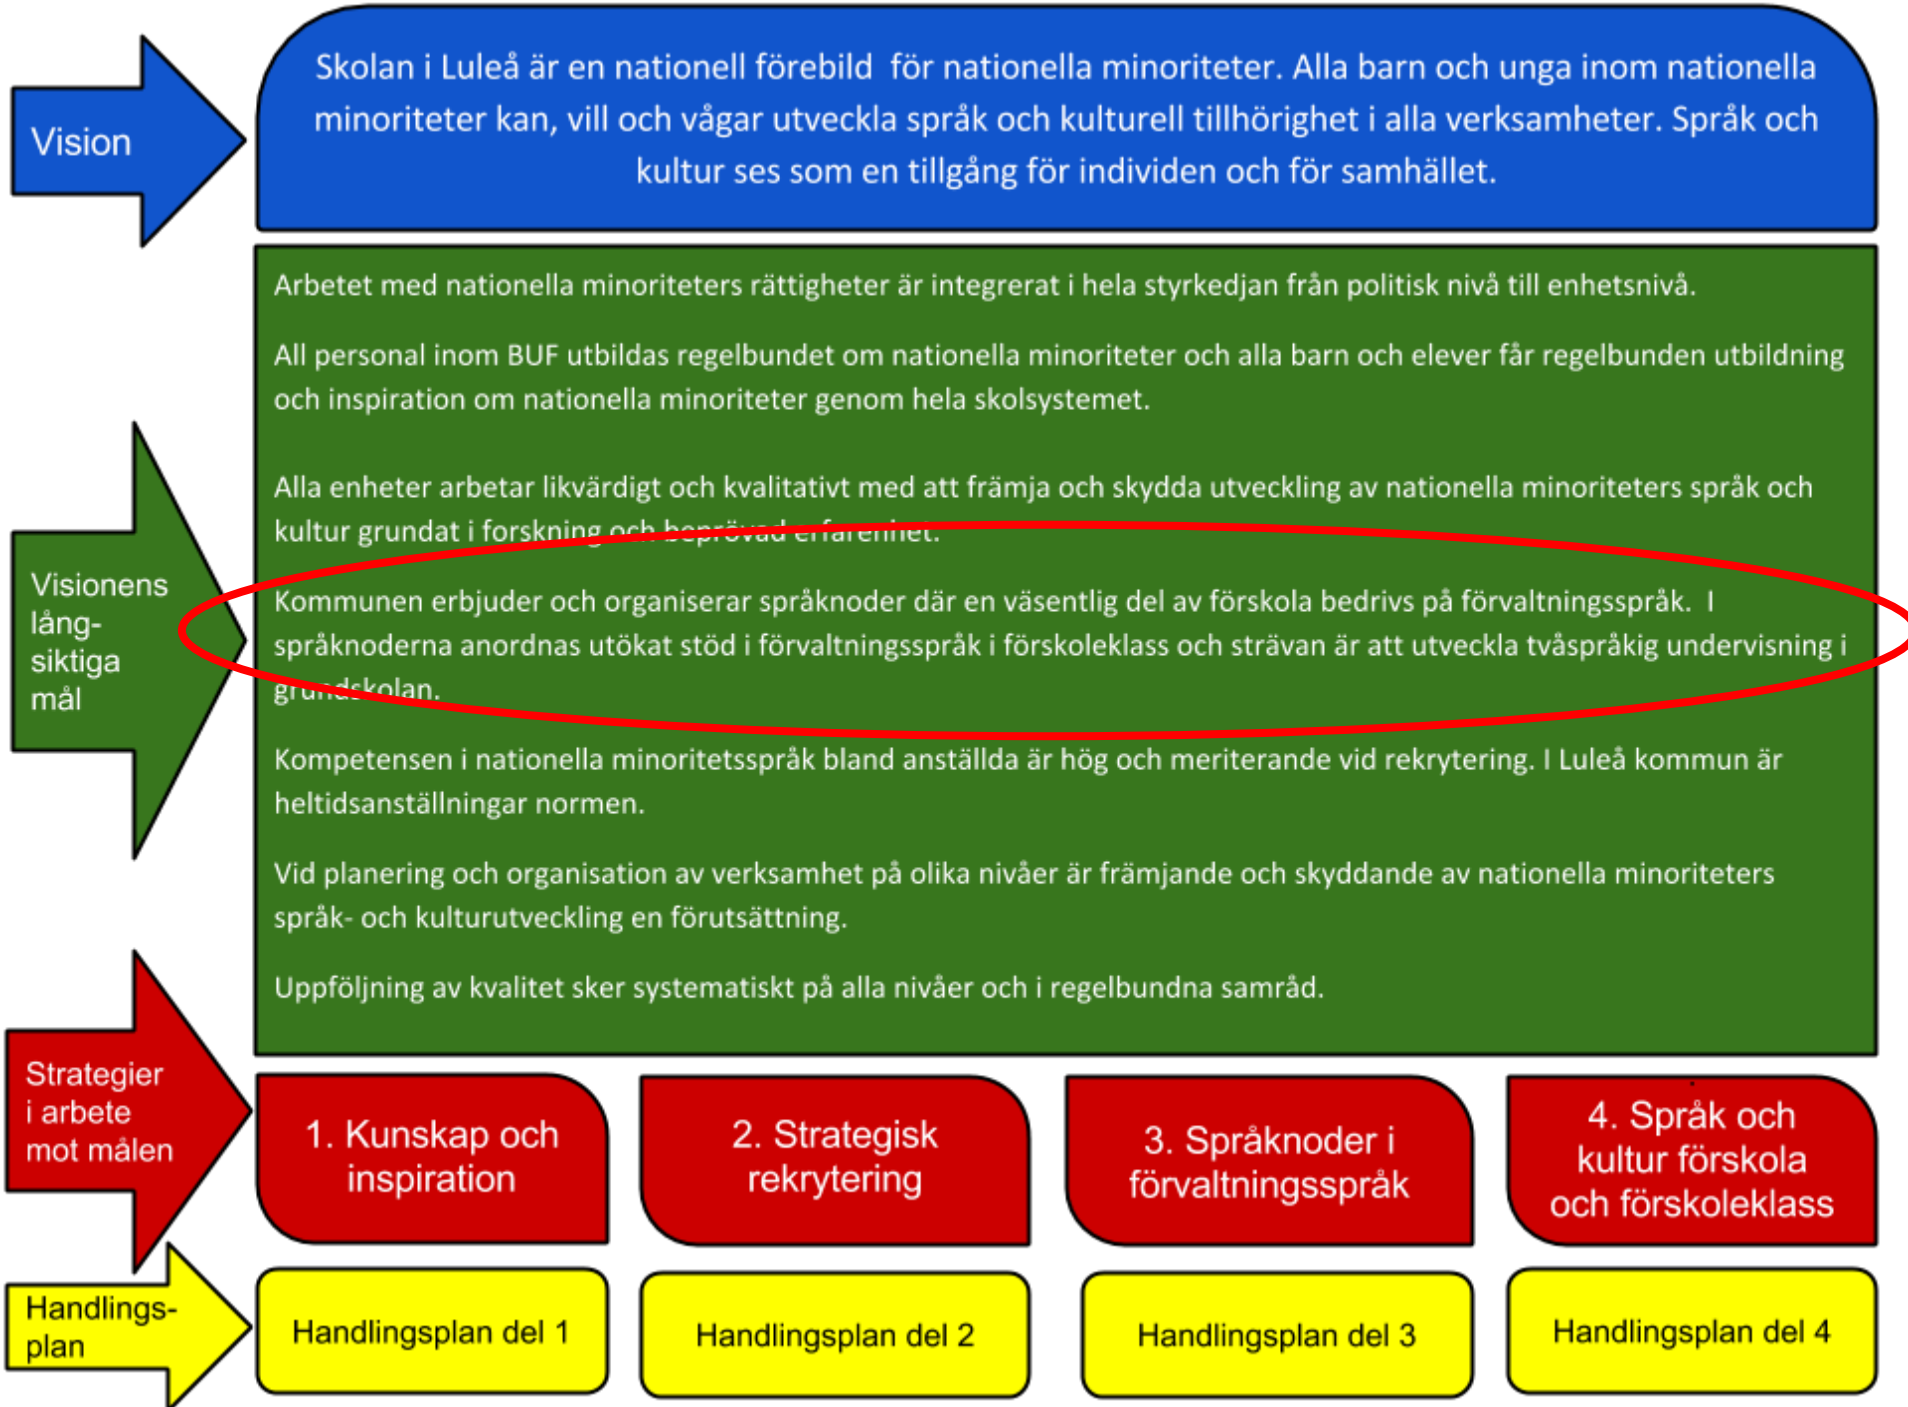 Vision
Skolan i Luleå är en nationell förebild för nationella minoriteter. Alla barn och unga inom nationella
minoriteter kan, vill och vågar utveckla språk och kulturell tillhörighet i alla verksamheter. Språk och
kultur ses som en tillgång för individen och för samhället.
Visionens
lång-
siktiga
mål
Arbetet med nationella minoriteters rättigheter är integrerat i hela styrkedjan från politisk nivå till enhetsnivå.
All personal inom BUF utbildas regelbundet om nationella minoriteter och alla barn och elever får regelbunden utbildning
och inspiration om nationella minoriteter genom hela skolsystemet.
Alla enheter arbetar likvärdigt och kvalitativt med att främja och skydda utveckling av nationella minoriteters språk och
kultur grundat i forskning och beprövad erfarenhet.
Kommunen erbjuder och organiserar språknoder där en väsentlig del av förskola bedrivs på förvaltningsspråk. I
språknoderna anordnas utökat stöd i förvaltningsspråk i förskoleklass och strävan är att utveckla tvåspråkig undervisning i
grundskolan.
Kompetensen i nationella minoritetsspråk bland anställda är hög och meriterande vid rekrytering. I Luleå kommun är
heltidsanställningar normen.
Vid planering och organisation av verksamhet på olika nivåer är främjande och skyddande av nationella minoriteters
språk- och kulturutveckling en förutsättning.
Uppföljning av kvalitet sker systematiskt på alla nivåer och i regelbundna samråd.
Strategier
i arbete
mot målen
1. Kunskap och
inspiration
2. Strategisk
rekrytering
3. Språknoder i
förvaltningsspråk
4. Språk och
kultur förskola
och förskoleklass
Handlings-
plan
Handlingsplan del 1
Handlingsplan del 2
Handlingsplan del 3
Handlingsplan del 4